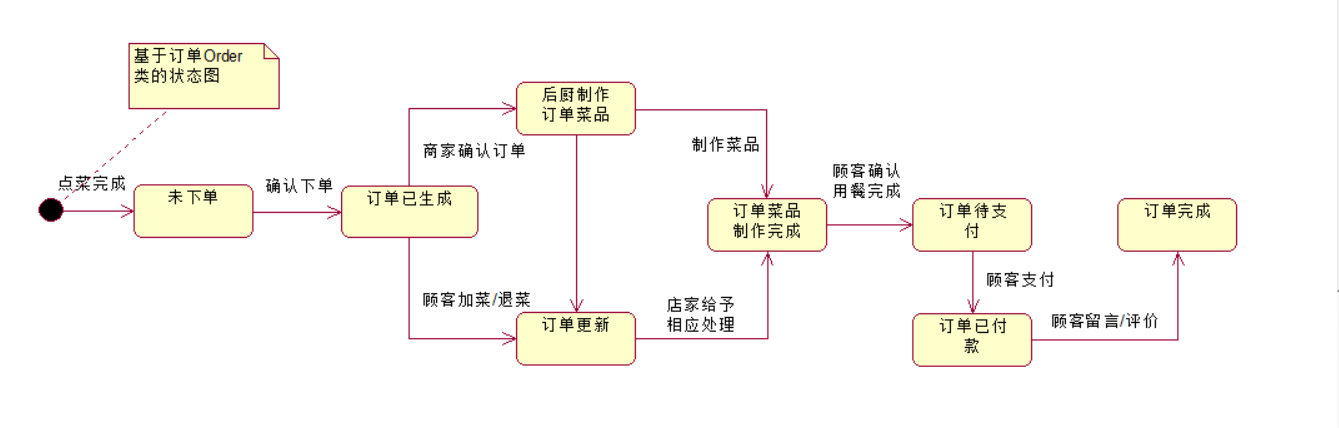 基于订单Order
类的状态图
点菜完成
未下单
确认下单
订单已生成
商家确认订单
后厨制作
订单菜品
顾客加菜/退菜
订单更新
制作菜品
店家给予
相应处理
订单菜品
制作完成
顾客确认
用餐完成
订单待支
付
顾客支付
订单已付
款
顾客留言/评价
订单完成